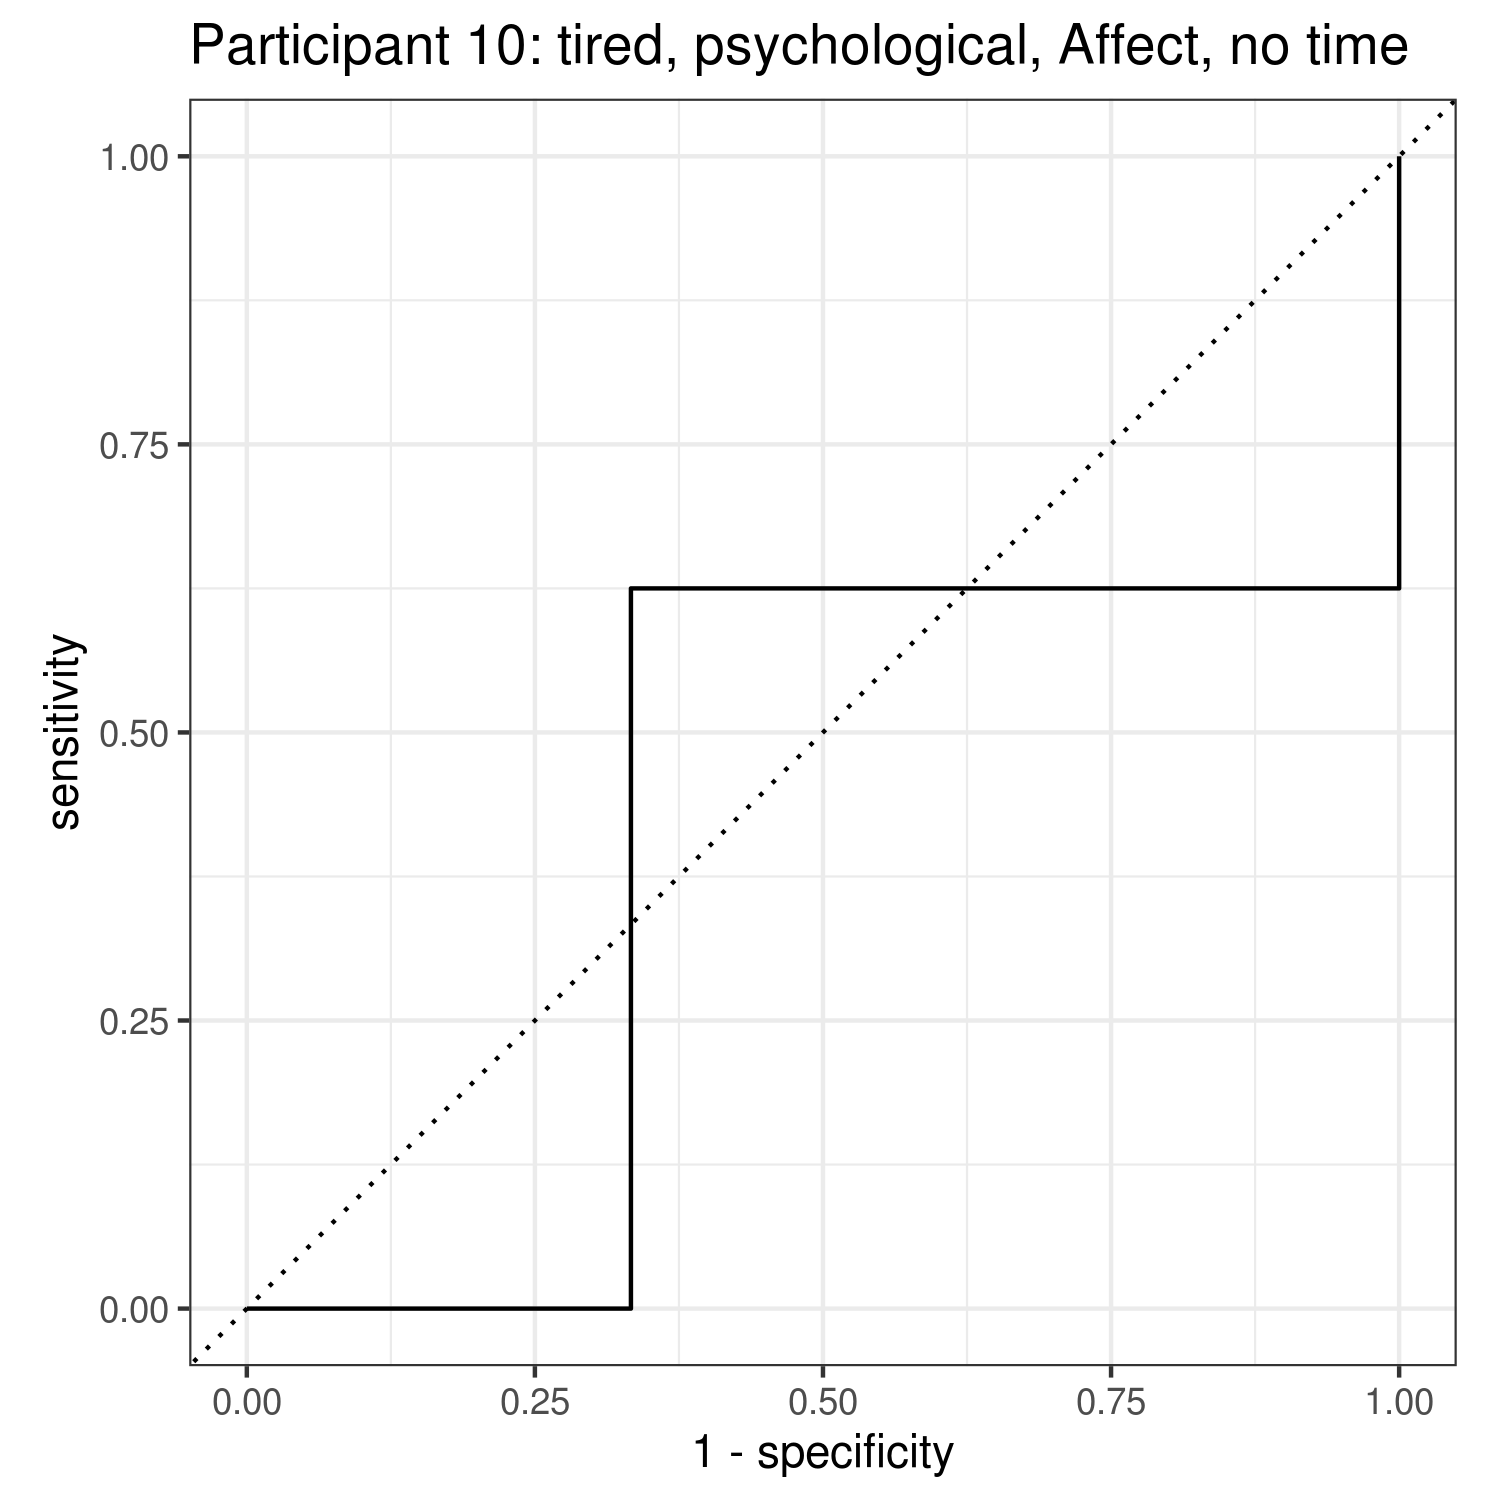 Participant 10: tired, psychological, Affect, no time
1.00
0.75
0.50
0.25
0.00
sensitivity
0.00 0.25 0.50 0.75 1.00
1 - specificity